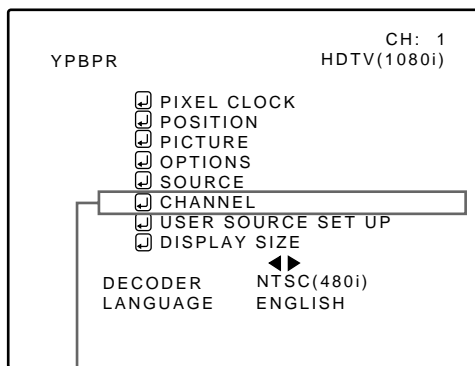 CH: 1
YPBPR HDTV(1080i)
PIXEL CLOCK
POSITION
PICTURE
OPTIONS
SOURCE
CHANNEL
USER SOURCE SET UP
DISPLAY SIZE
DECODER NTSC(480i)
LANGUAGE ENGLISH